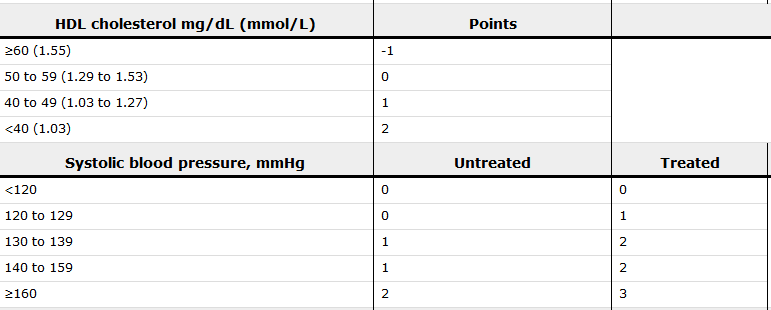 HDL cholesterol mg/dL (mmol/L) Points
≥60 (1.55) -1
50 to 59 (1.29 to 1.53) 0
40 to 49 (1.03 to 1.27) 1
<40 (1.03) 2
Systolic blood pressure, mmHg Untreated Treated
<120 0 0
120 to 129 0 1
130 to 139 1 2
140 to 159 1 2
≥160 2 3